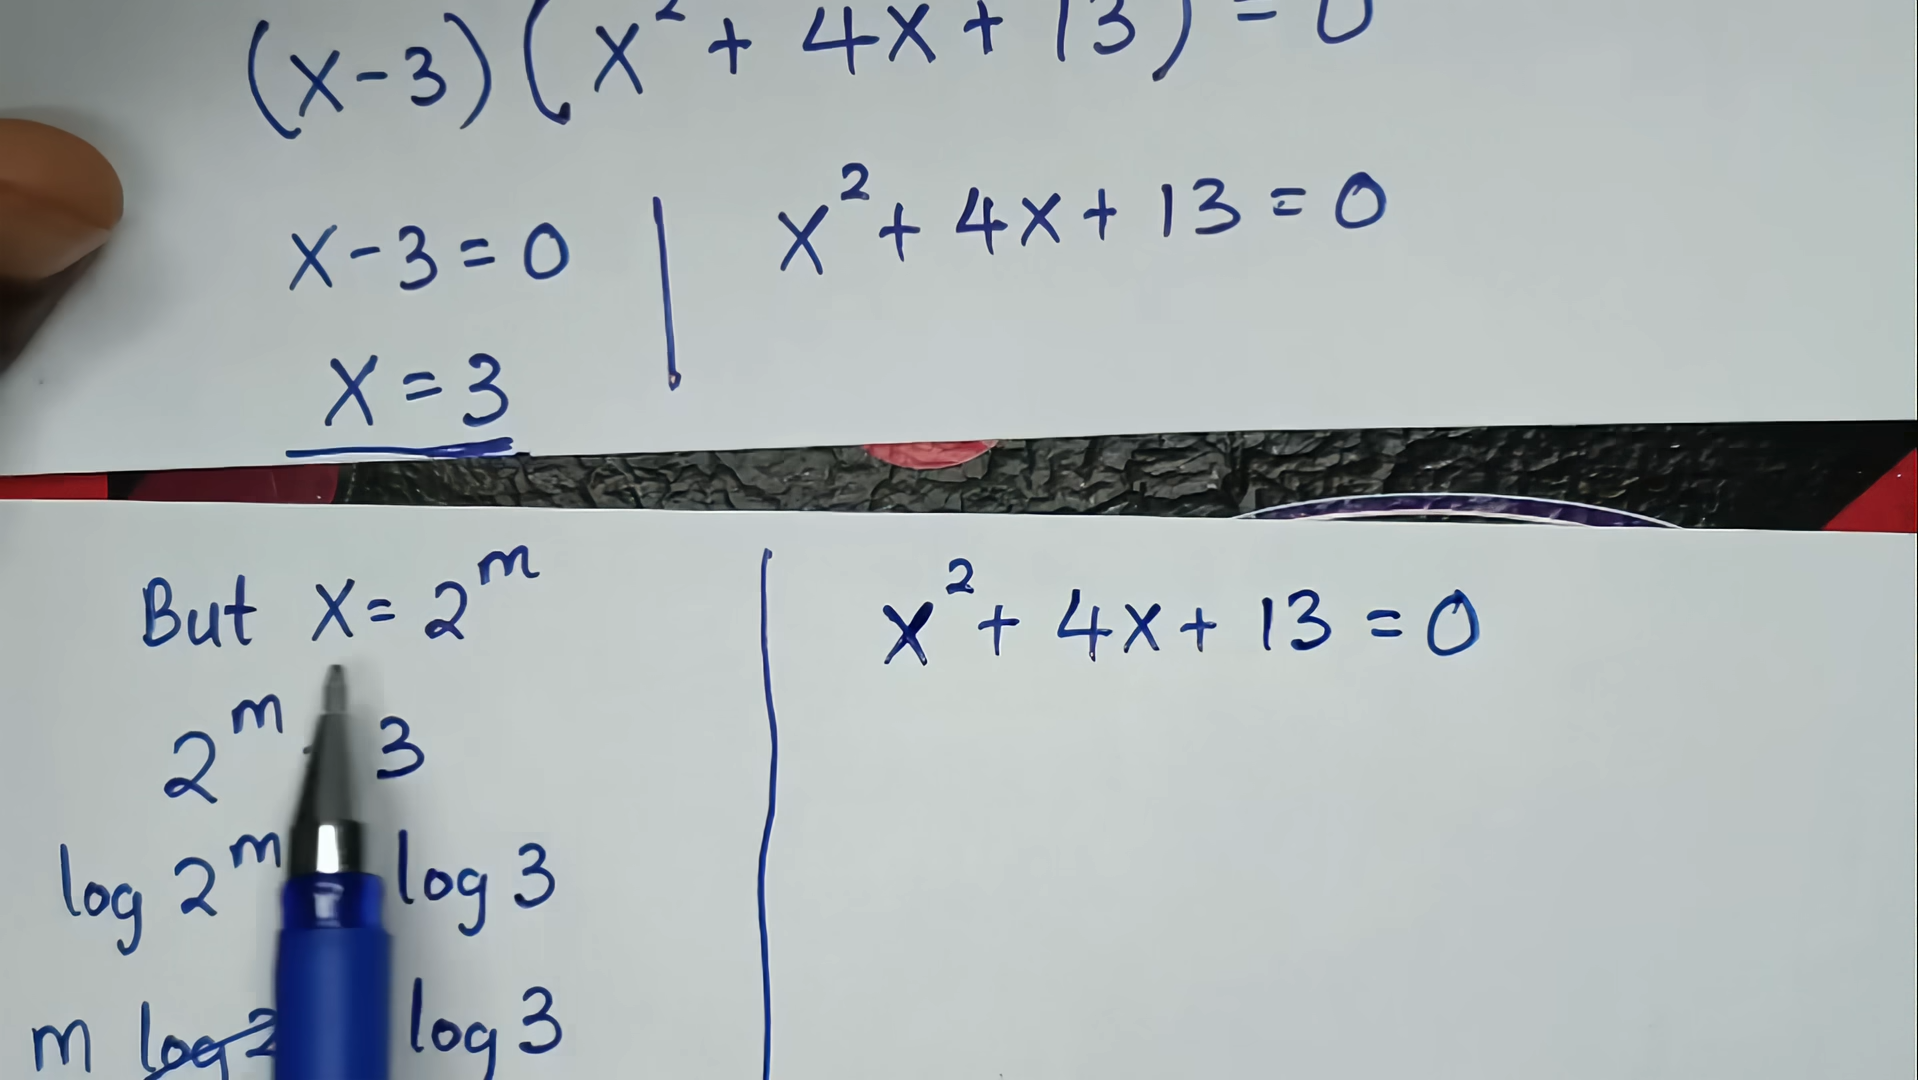 (x-3)(x² + 4x + 13) = 0
x-3=0 | x² + 4x + 13 = 0
x = 3
But x = 2^m
2^m 3
log 2^m log 3
m log 2 log 3
x² + 4x + 13 = 0